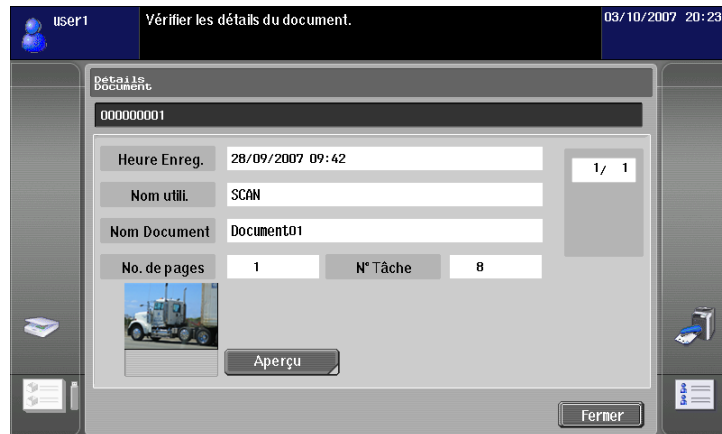 user1
Vérifier les détails du document.
03/10/2007 20:23
Détails
Document
000000001
Heure Enreg. 28/09/2007 09:42
1/ 1
Nom utili. SCAN
Nom Document Document01
No. de pages 1 N° Tâche 8
Aperçu
Fermer